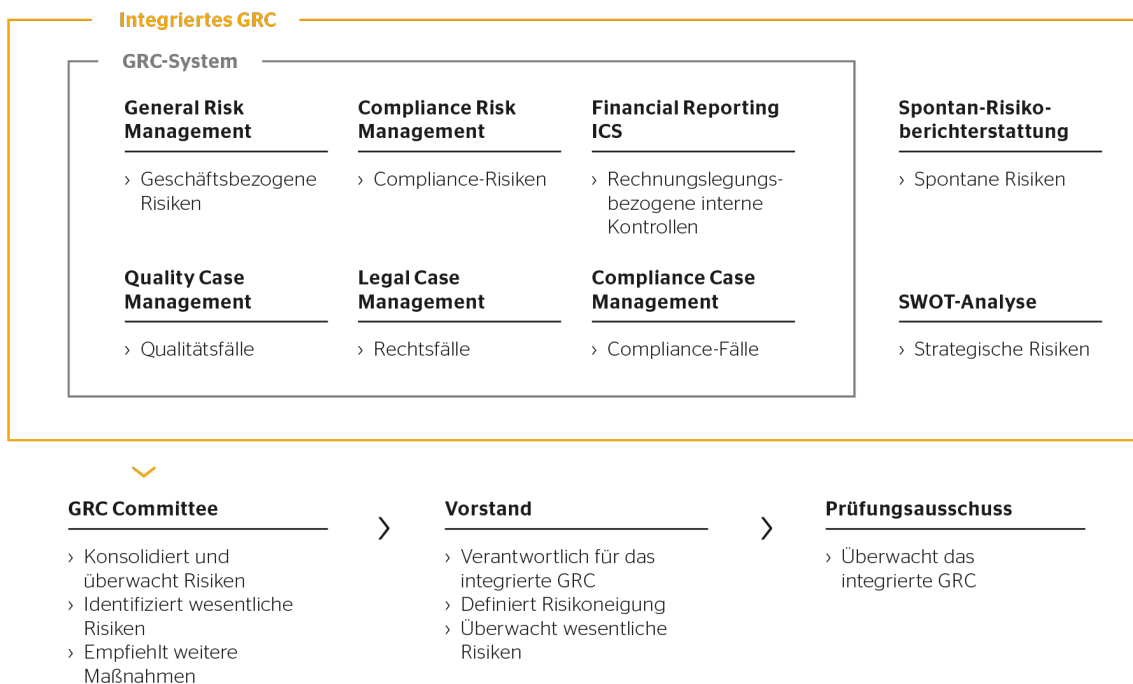 Integriertes GRC
GRC-System
General Risk
Management
› Geschäftsbezogene
Risiken
Compliance Risk
Management
› Compliance-Risiken
Financial Reporting
ICS
› Rechnungslegungs-
bezogene interne
Kontrollen
Spontan-Risiko-
berichterstattung
› Spontane Risiken
Quality Case
Management
› Qualitätsfälle
Legal Case
Management
› Rechtsfälle
Compliance Case
Management
› Compliance-Fälle
SWOT-Analyse
› Strategische Risiken
GRC Committee
› Konsolidiert und
überwacht Risiken
› Identifiziert wesentliche
Risiken
› Empfiehlt weitere
Maßnahmen
Vorstand
› Verantwortlich für das
integrierte GRC
› Definiert Risikoneigung
› Überwacht wesentliche
Risiken
Prüfungsausschuss
› Überwacht das
integrierte GRC